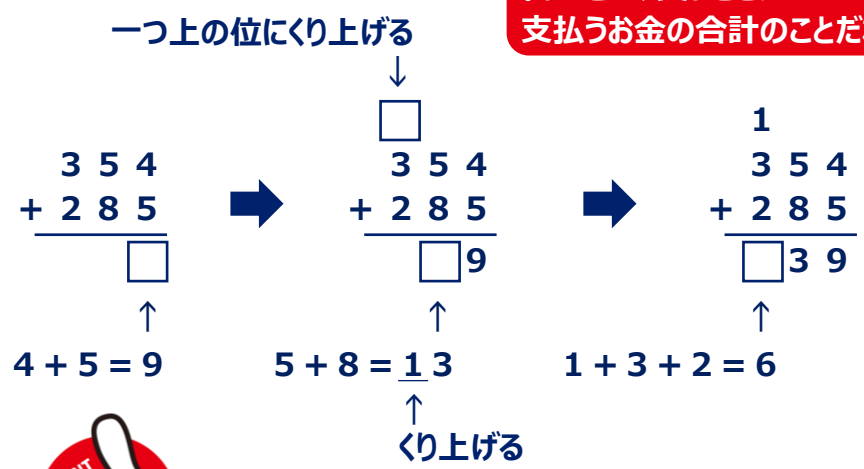 一つ上の位にくり上げる
支払うお金の合計のことだ
↓
□ 1
3 5 4 3 5 4 3 5 4
+ 2 8 5 + 2 8 5 + 2 8 5
□ □9 □3 9
↑ ↑ ↑
4 + 5 = 9 5 + 8 = 1 3 1 + 3 + 2 = 6
↑
くり上げる